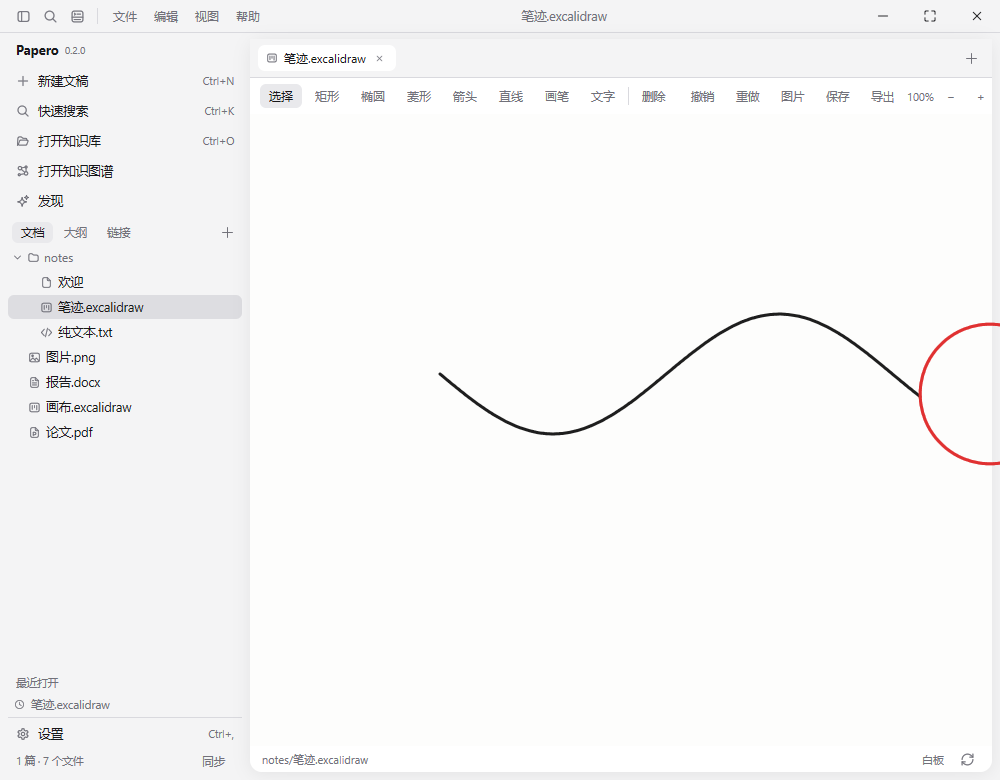 文件 编辑 视图 帮助 笔迹.excalidraw
Papero 0.2.0
新建文稿 Ctrl+N
快速搜索 Ctrl+K
打开知识库 Ctrl+O
打开知识图谱
发现
文档 大纲 链接
notes
欢迎
笔迹.excalidraw
纯文本.txt
图片.png
报告.docx
画布.excalidraw
论文.pdf
最近打开
笔迹.excalidraw
设置 Ctrl+,
1 篇 · 7 个文件 同步
笔迹.excalidraw ×
选择 矩形 椭圆 菱形 箭头 直线 画笔 文字 删除 撤销 重做 图片 保存 导出 100% − +
notes/笔迹.excalidraw 白板